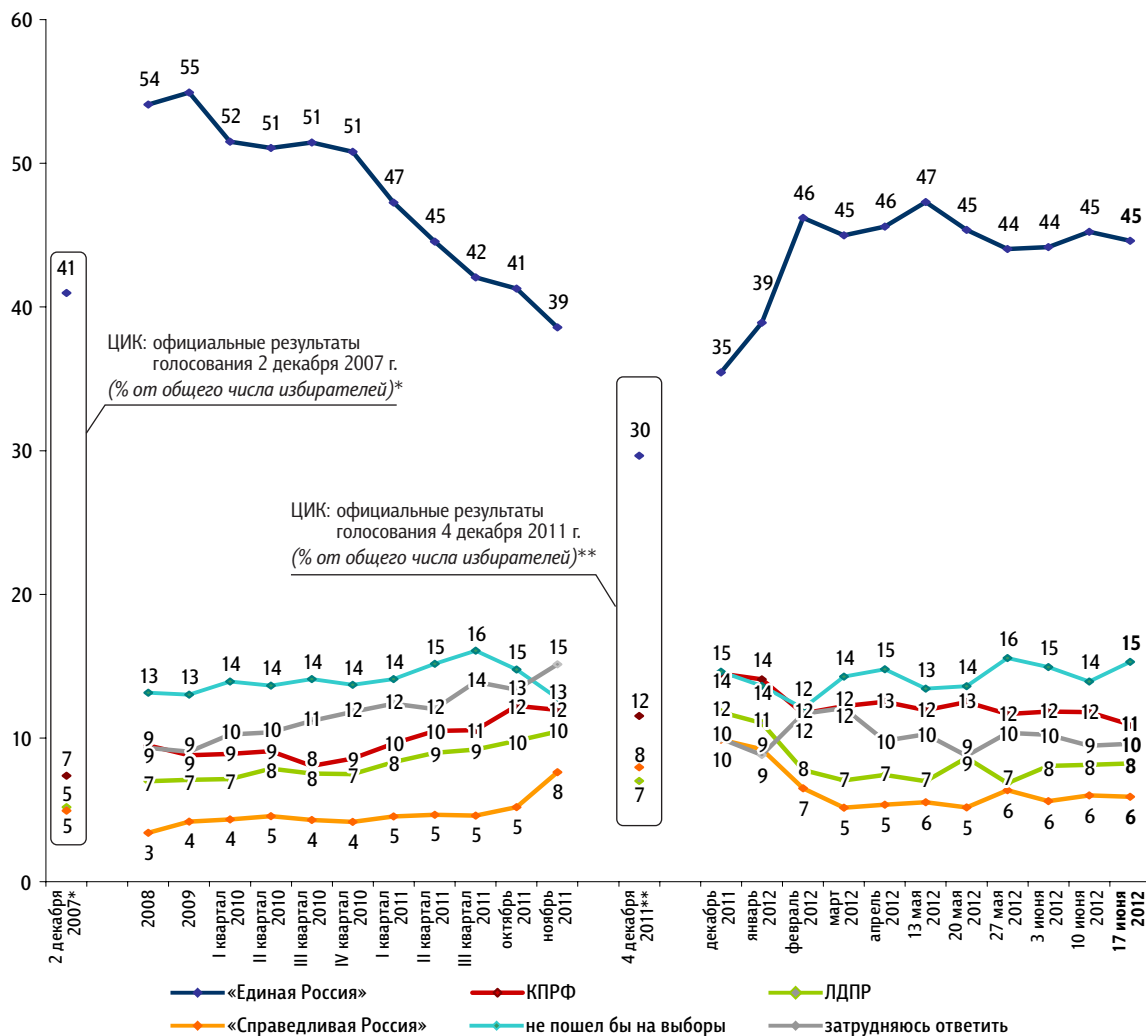 60
50
40
30
20
10
0
54 55 52 51 51 51 47 45 42 41 39
35 39 46 45 46 47 45 44 44 45 45
41
7
5
5
ЦИК: официальные результаты
голосования 2 декабря 2007 г.
(% от общего числа избирателей)*
30
12
8
7
ЦИК: официальные результаты
голосования 4 декабря 2011 г.
(% от общего числа избирателей)**
13 13 14 14 14 14 14 15 16 15 13
9 9 10 10 11 12 12 12 14 13 15
9 9 9 9 8 9 10 10 11 12 12
7 7 7 8 8 7 8 9 9 10 10
3 4 4 5 4 4 5 5 5 5 8
15 14 12 14 15 13 14 16 15 14 15
14 14 12 12 13 12 13 12 12 12 11
10 9 12 12 10 10 9 10 10 10 10
12 11 8 7 7 7 9 7 8 8 8
10 9 7 5 5 6 5 6 6 6 6
2 декабря
2007*
2008
2009
I квартал
2010
II квартал
2010
III квартал
2010
IV квартал
2010
I квартал
2011
II квартал
2011
III квартал
2011
октябрь
2011
ноябрь
2011
4 декабря
2011**
декабрь
2011
январь
2012
февраль
2012
март
2012
апрель
2012
13 мая
2012
20 мая
2012
27 мая
2012
3 июня
2012
10 июня
2012
17 июня
2012
«Единая Россия» КПРФ ЛДПР
«Справедливая Россия» не пошел бы на выборы затрудняюсь ответить